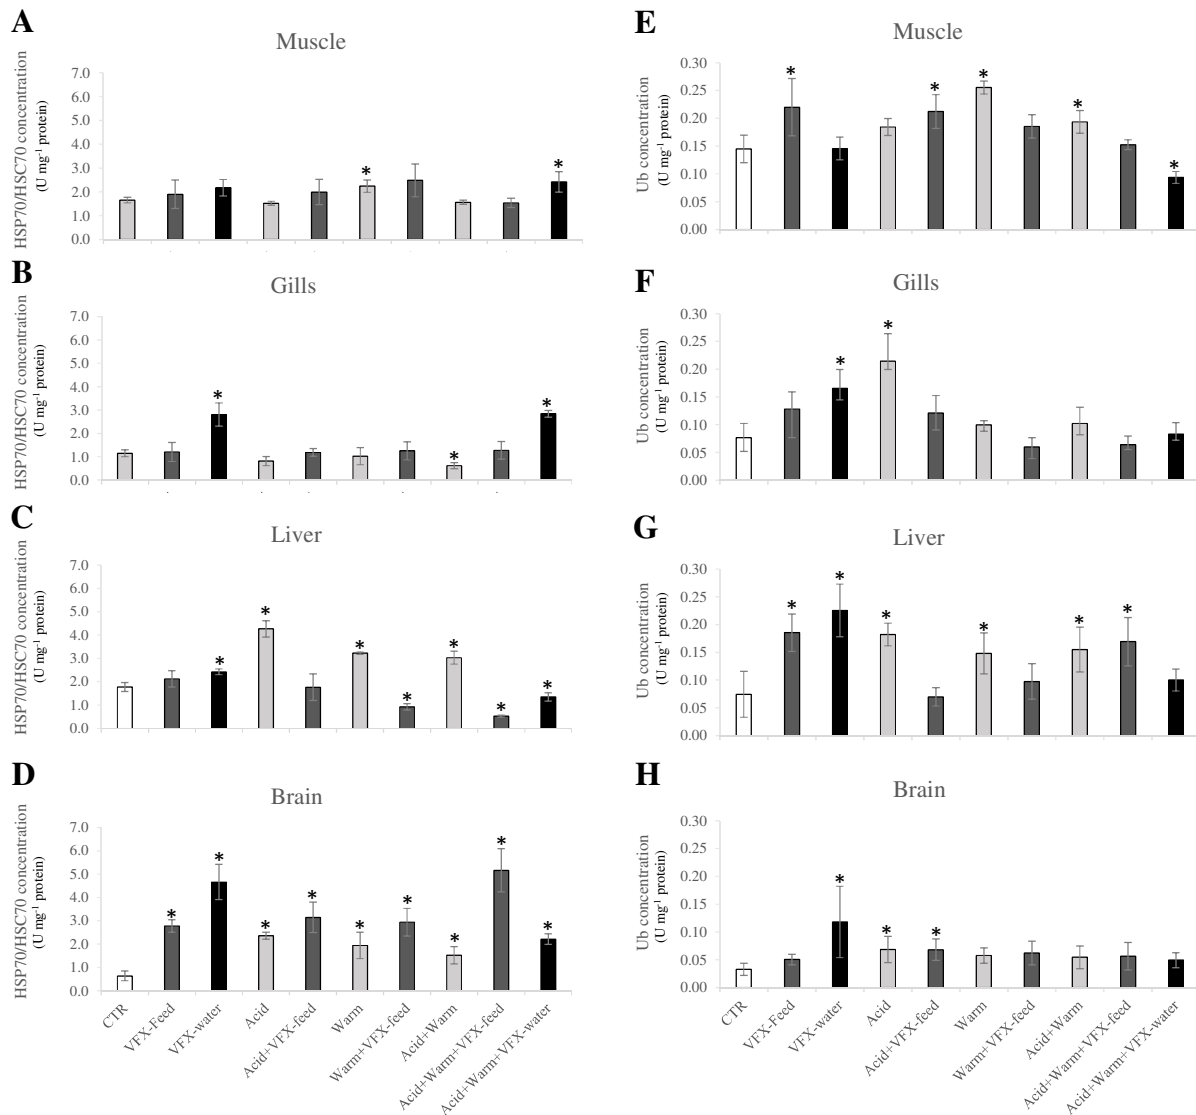 A
Muscle
HSP70/HSC70 concentration
(U mg-1 protein)
7.0
6.0
5.0
4.0
3.0
2.0
1.0
0.0
*
*
B
Gills
HSP70/HSC70 concentration
(U mg-1 protein)
7.0
6.0
5.0
4.0
3.0
2.0
1.0
0.0
*
*
*
C
Liver
HSP70/HSC70 concentration
(U mg-1 protein)
7.0
6.0
5.0
4.0
3.0
2.0
1.0
0.0
*
*
*
*
*
*
*
D
Brain
HSP70/HSC70 concentration
(U mg-1 protein)
7.0
6.0
5.0
4.0
3.0
2.0
1.0
0.0
*
*
*
*
*
*
*
*
*
CTR
VFX-Feed
VFX-water
Acid
Acid+VFX-feed
Warm
Warm+VFX-feed
Acid+Warm
Acid+Warm+VFX-feed
Acid+Warm+VFX-water
E
Muscle
Ub concentration
(U mg-1 protein)
0.30
0.25
0.20
0.15
0.10
0.05
0.00
*
*
*
*
*
F
Gills
Ub concentration
(U mg-1 protein)
0.30
0.25
0.20
0.15
0.10
0.05
0.00
*
*
G
Liver
Ub concentration
(U mg-1 protein)
0.30
0.25
0.20
0.15
0.10
0.05
0.00
*
*
*
*
*
*
H
Brain
Ub concentration
(U mg-1 protein)
0.30
0.25
0.20
0.15
0.10
0.05
0.00
*
*
*
CTR
VFX-Feed
VFX-water
Acid
Acid+VFX-feed
Warm
Warm+VFX-feed
Acid+Warm
Acid+Warm+VFX-feed
Acid+Warm+VFX-water